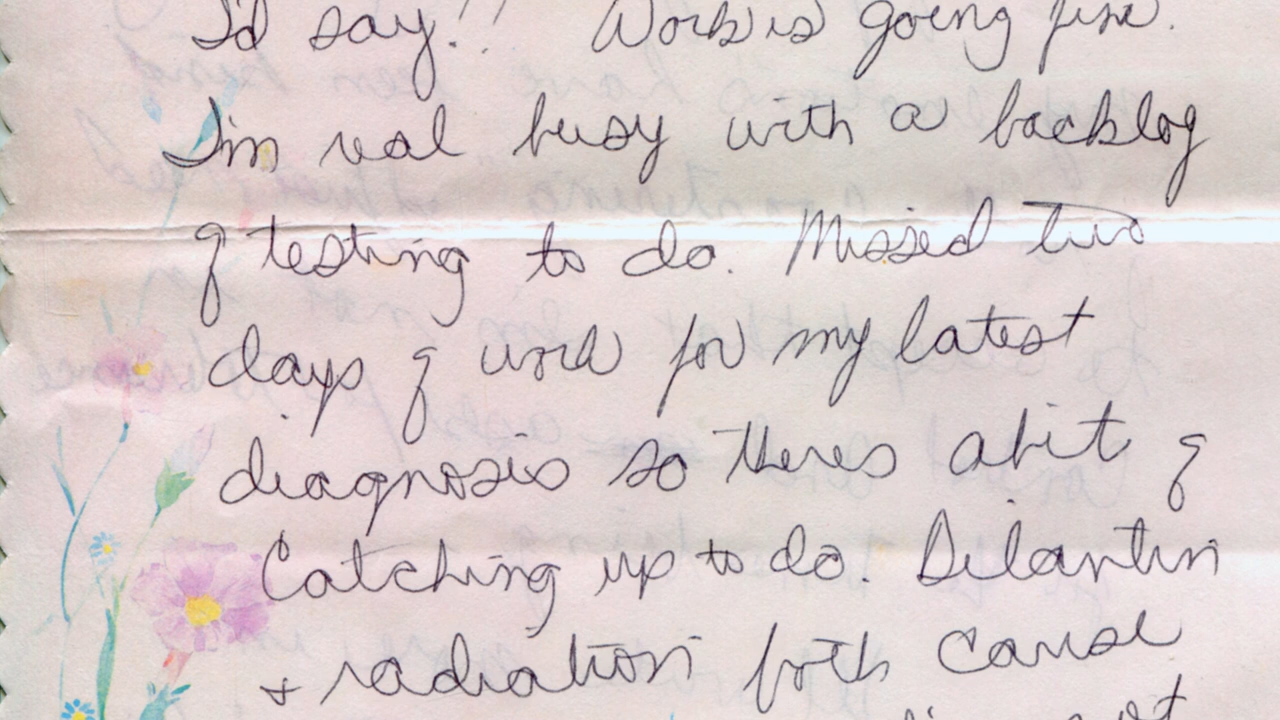 I'd say!! Work is going fine.
I'm real busy with a backlog
of testing to do. Missed two
days of work for my latest
diagnosis so theres a bit of
Catching up to do. Dilantin
+ radiation both cause